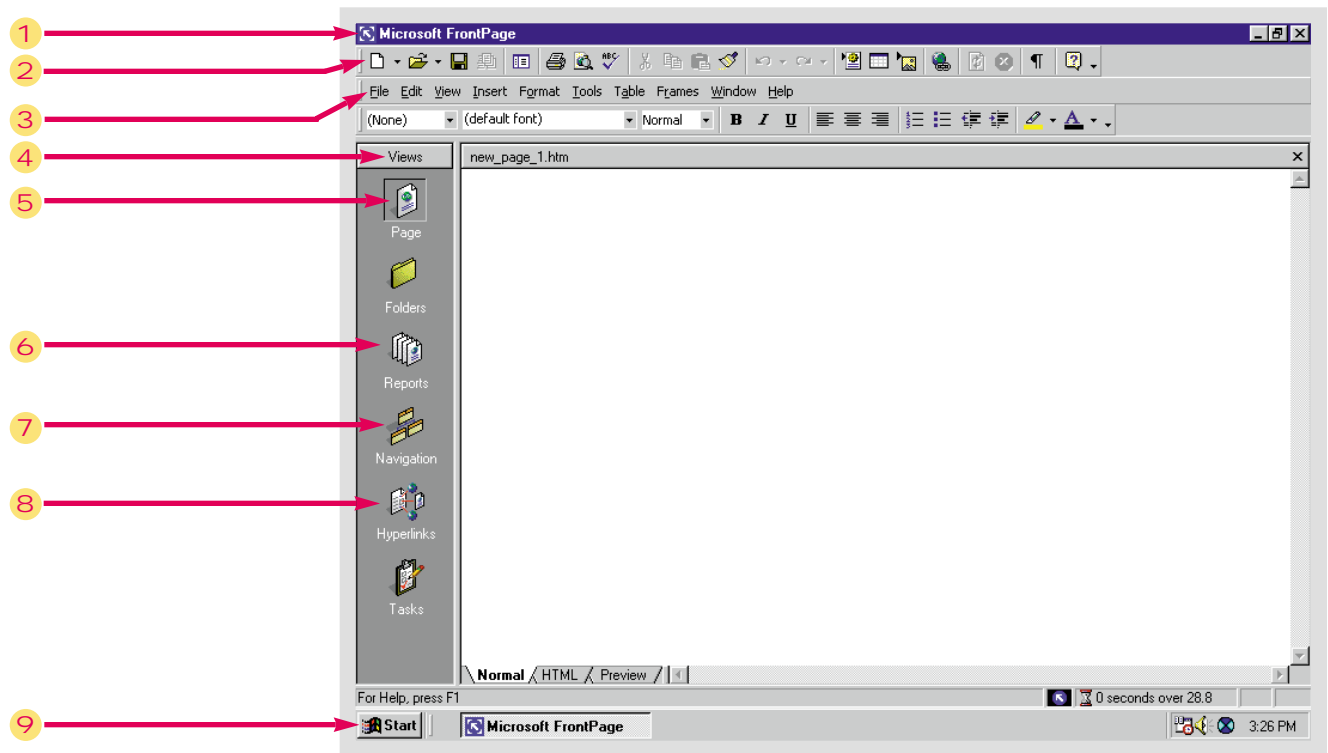 1
Microsoft FrontPage
2
ABC
3
File Edit View Insert Format Tools Table Frames Window Help
(None) (default font) Normal B I U A
4
Views new_page_1.htm
5
Page
Folders
6
Reports
7
Navigation
8
Hyperlinks
Tasks
Normal HTML Preview
For Help, press F1 0 seconds over 28.8
9
Start Microsoft FrontPage 3:26 PM